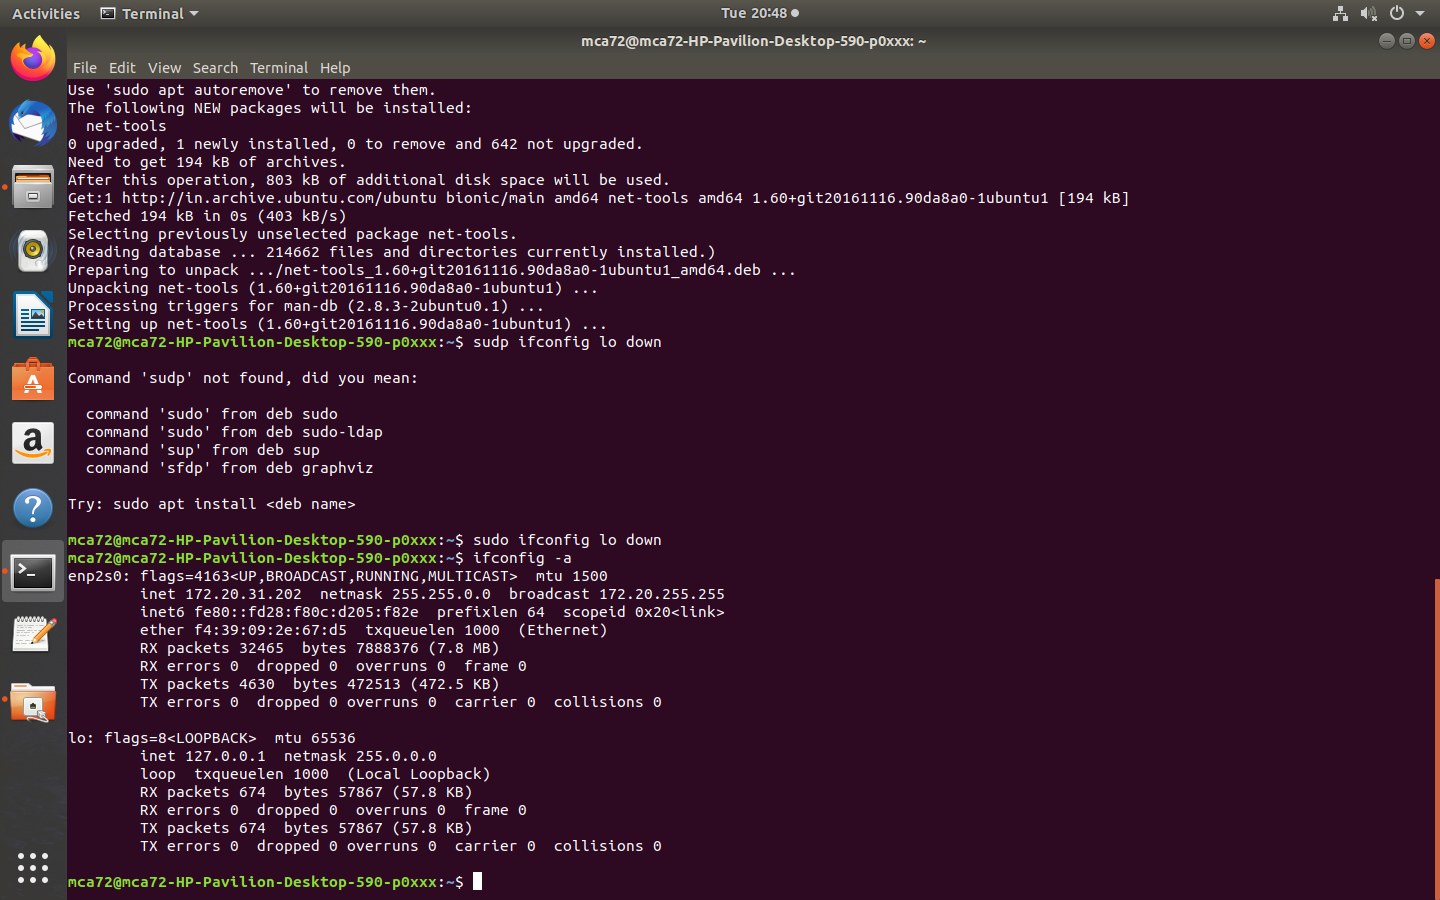 Activities Terminal Tue 20:48
mca72@mca72-HP-Pavilion-Desktop-590-p0xxx: ~
File Edit View Search Terminal Help
Use 'sudo apt autoremove' to remove them.
The following NEW packages will be installed:
  net-tools
0 upgraded, 1 newly installed, 0 to remove and 642 not upgraded.
Need to get 194 kB of archives.
After this operation, 803 kB of additional disk space will be used.
Get:1 http://in.archive.ubuntu.com/ubuntu bionic/main amd64 net-tools amd64 1.60+git20161116.90da8a0-1ubuntu1 [194 kB]
Fetched 194 kB in 0s (403 kB/s)
Selecting previously unselected package net-tools.
(Reading database ... 214662 files and directories currently installed.)
Preparing to unpack .../net-tools_1.60+git20161116.90da8a0-1ubuntu1_amd64.deb ...
Unpacking net-tools (1.60+git20161116.90da8a0-1ubuntu1) ...
Processing triggers for man-db (2.8.3-2ubuntu0.1) ...
Setting up net-tools (1.60+git20161116.90da8a0-1ubuntu1) ...
mca72@mca72-HP-Pavilion-Desktop-590-p0xxx:~$ sudp ifconfig lo down
Command 'sudp' not found, did you mean:
  command 'sudo' from deb sudo
  command 'sudo' from deb sudo-ldap
  command 'sup' from deb sup
  command 'sfdp' from deb graphviz
Try: sudo apt install <deb name>
mca72@mca72-HP-Pavilion-Desktop-590-p0xxx:~$ sudo ifconfig lo down
mca72@mca72-HP-Pavilion-Desktop-590-p0xxx:~$ ifconfig -a
enp2s0: flags=4163<UP,BROADCAST,RUNNING,MULTICAST>  mtu 1500
        inet 172.20.31.202  netmask 255.255.0.0  broadcast 172.20.255.255
        inet6 fe80::fd28:f80c:d205:f82e  prefixlen 64  scopeid 0x20<link>
        ether f4:39:09:2e:67:d5  txqueuelen 1000  (Ethernet)
        RX packets 32465  bytes 7888376 (7.8 MB)
        RX errors 0  dropped 0  overruns 0  frame 0
        TX packets 4630  bytes 472513 (472.5 KB)
        TX errors 0  dropped 0 overruns 0  carrier 0  collisions 0
lo: flags=8<LOOPBACK>  mtu 65536
        inet 127.0.0.1  netmask 255.0.0.0
        loop  txqueuelen 1000  (Local Loopback)
        RX packets 674  bytes 57867 (57.8 KB)
        RX errors 0  dropped 0  overruns 0  frame 0
        TX packets 674  bytes 57867 (57.8 KB)
        TX errors 0  dropped 0 overruns 0  carrier 0  collisions 0
mca72@mca72-HP-Pavilion-Desktop-590-p0xxx:~$